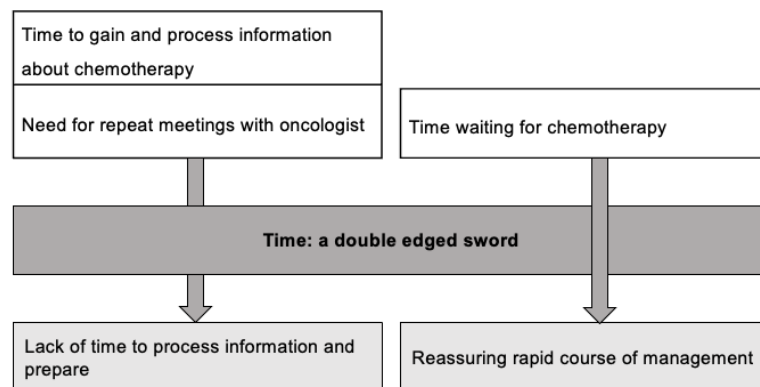 Time to gain and process information
about chemotherapy
Need for repeat meetings with oncologist
Time waiting for chemotherapy
Time: a double edged sword
Lack of time to process information and
prepare
Reassuring rapid course of management